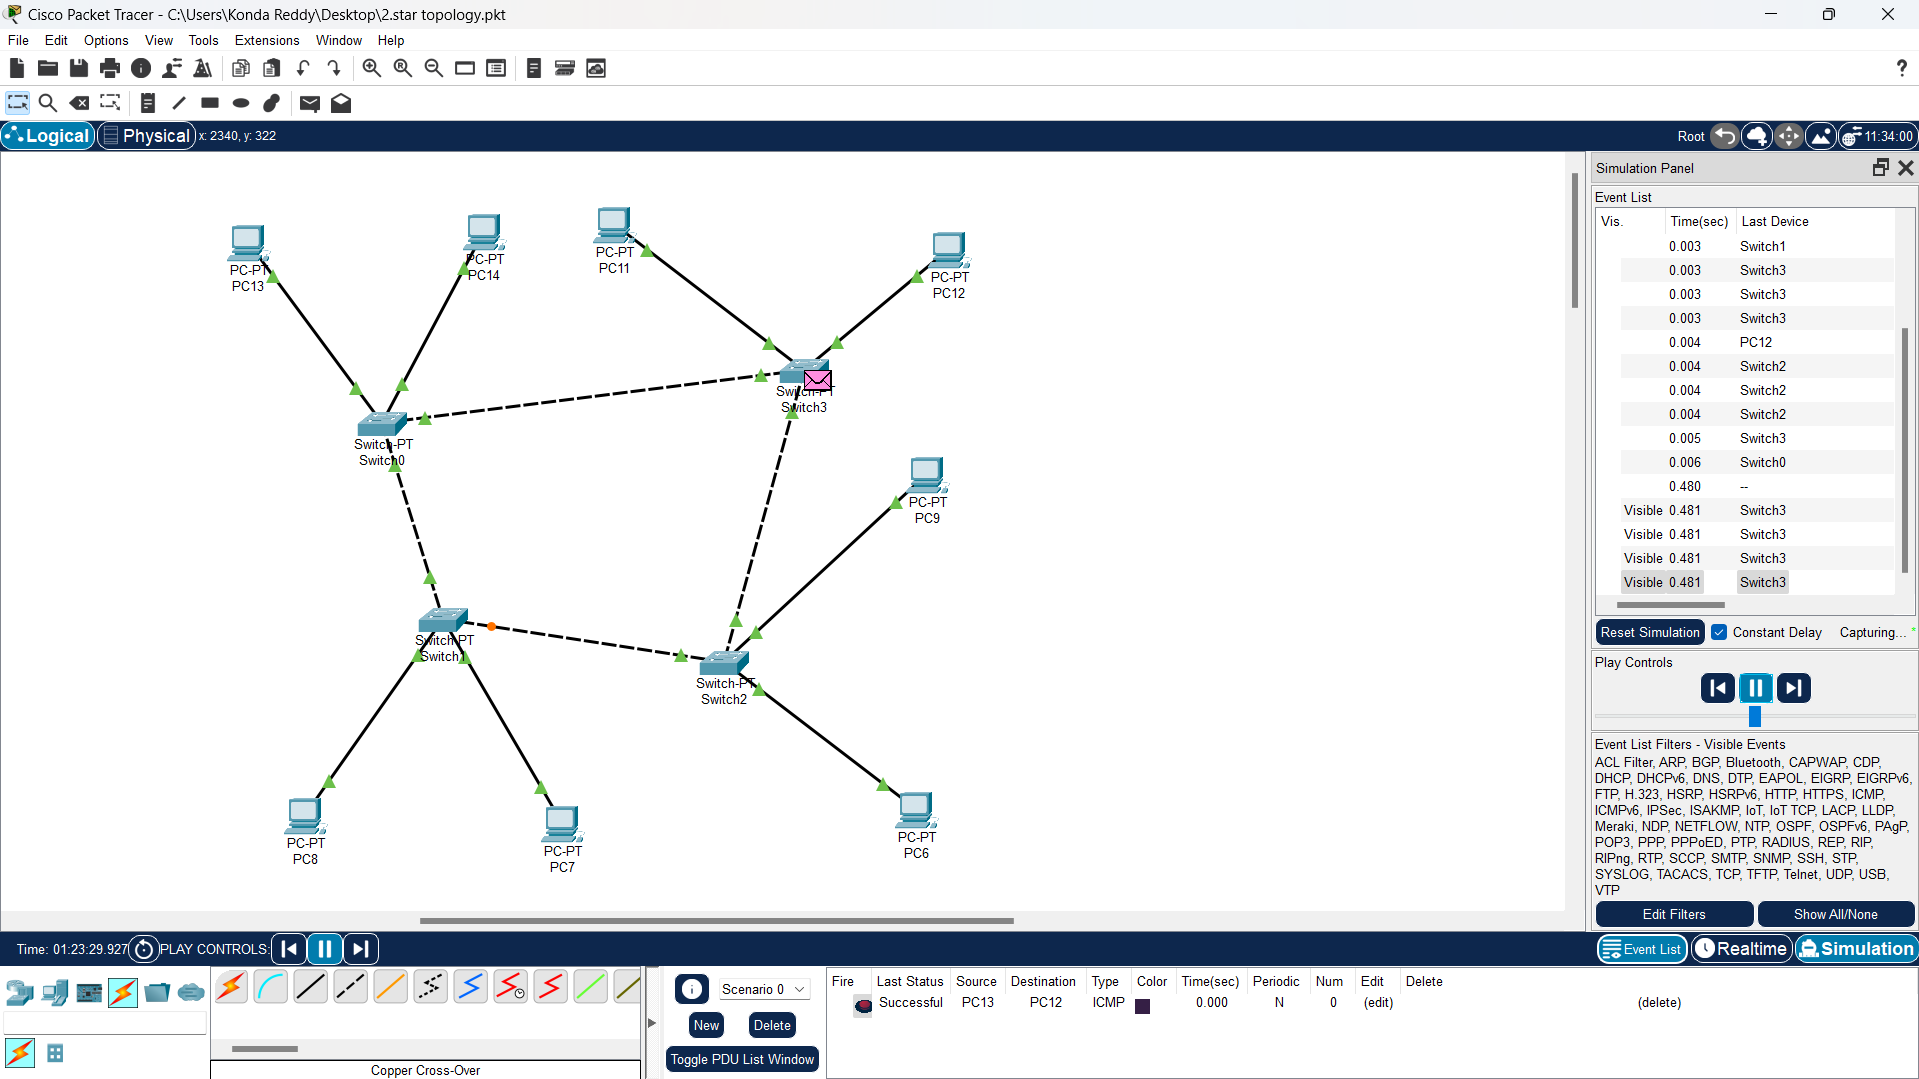 Cisco Packet Tracer - C:\Users\Konda Reddy\Desktop\2.star topology.pkt
File Edit Options View Tools Extensions Window Help
Logical Physical x: 2340, y: 322 Root 11:34:00
PC-PT
PC13
PC-PT
PC14
PC-PT
PC11
PC-PT
PC12
Switch-PT
Switch3
Switch-PT
Switch0
PC-PT
PC9
Switch-PT
Switch1
Switch-PT
Switch2
PC-PT
PC8
PC-PT
PC7
PC-PT
PC6
Simulation Panel
Event List
Vis. Time(sec) Last Device
0.003 Switch1
0.003 Switch3
0.003 Switch3
0.003 Switch3
0.004 PC12
0.004 Switch2
0.004 Switch2
0.004 Switch2
0.005 Switch3
0.006 Switch0
0.480 --
Visible 0.481 Switch3
Visible 0.481 Switch3
Visible 0.481 Switch3
Visible 0.481 Switch3
Reset Simulation Constant Delay Capturing...
Play Controls
Event List Filters - Visible Events
ACL Filter, ARP, BGP, Bluetooth, CAPWAP, CDP,
DHCP, DHCPv6, DNS, DTP, EAPOL, EIGRP, EIGRPv6,
FTP, H.323, HSRP, HSRPv6, HTTP, HTTPS, ICMP,
ICMPv6, IPSec, ISAKMP, IoT, IoT TCP, LACP, LLDP,
Meraki, NDP, NETFLOW, NTP, OSPF, OSPFv6, PAgP,
POP3, PPP, PPPoED, PTP, RADIUS, REP, RIP,
RIPng, RTP, SCCP, SMTP, SNMP, SSH, STP,
SYSLOG, TACACS, TCP, TFTP, Telnet, UDP, USB,
VTP
Edit Filters Show All/None
Time: 01:23:29.927 PLAY CONTROLS: Event List Realtime Simulation
Scenario 0
New Delete
Toggle PDU List Window
Fire Last Status Source Destination Type Color Time(sec) Periodic Num Edit Delete
Successful PC13 PC12 ICMP 0.000 N 0 (edit) (delete)
Copper Cross-Over